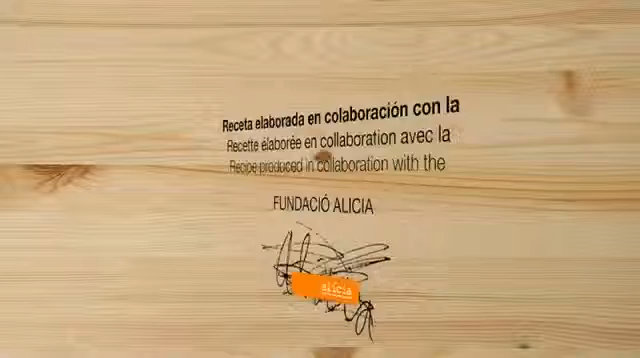 Receta elaborada en colaboración con la
Recette élaborée en collaboration avec la
Recipe produced in collaboration with the
FUNDACIÓ ALICIA
alicia